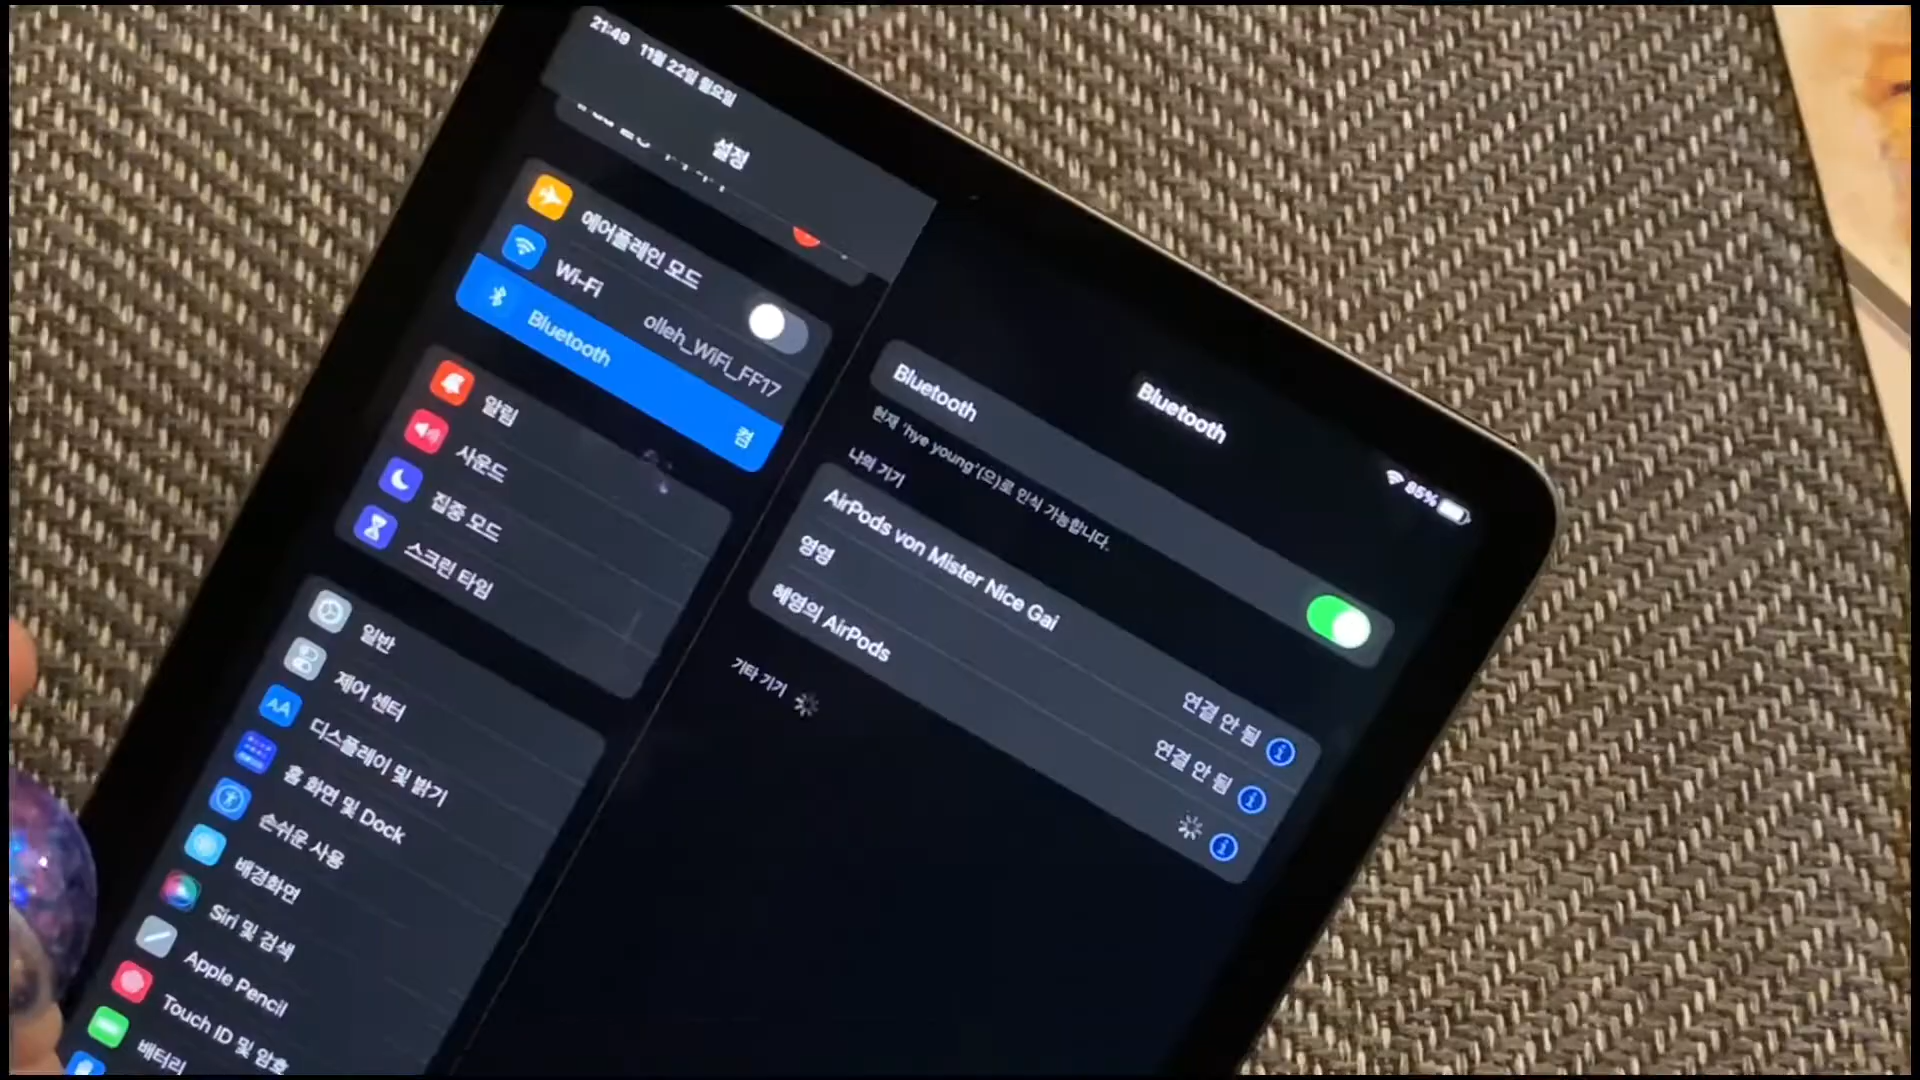 21:49 11월 22일 월요일
85%
설정
에어플레인 모드
Wi-Fi olleh_WiFi_FF17
Bluetooth 켬
알림
사운드
집중 모드
스크린 타임
일반
제어 센터
AA 디스플레이 및 밝기
홈 화면 및 Dock
손쉬운 사용
배경화면
Siri 및 검색
Apple Pencil
Touch ID 및 암호
배터리
Bluetooth
Bluetooth
현재 'hye young'(으)로 인식 가능합니다.
나의 기기
AirPods von Mister Nice Gai 연결 안 됨
영영 연결 안 됨
혜영의 AirPods
기타 기기